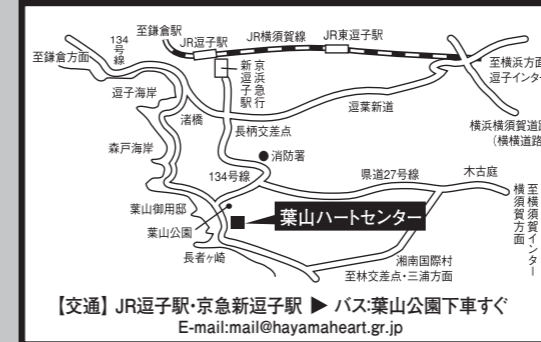 至鎌倉駅
134号線
JR逗子駅
JR横須賀線
JR東逗子駅
至鎌倉方面
至横浜方面
逗子インター
京浜急行
新逗子駅
逗子海岸
渚橋
逗葉新道
長柄交差点
横浜横須賀道路
(横横道路)
森戸海岸
消防署
134号線
県道27号線
木古庭
至横須賀インター
横須賀方面
葉山御用邸
葉山公園
葉山ハートセンター
長者ヶ崎
湘南国際村
至林交差点・三浦方面
【交通】JR逗子駅・京急新逗子駅 ▶ バス:葉山公園下車すぐ
E-mail:mail@hayamaheart.gr.jp